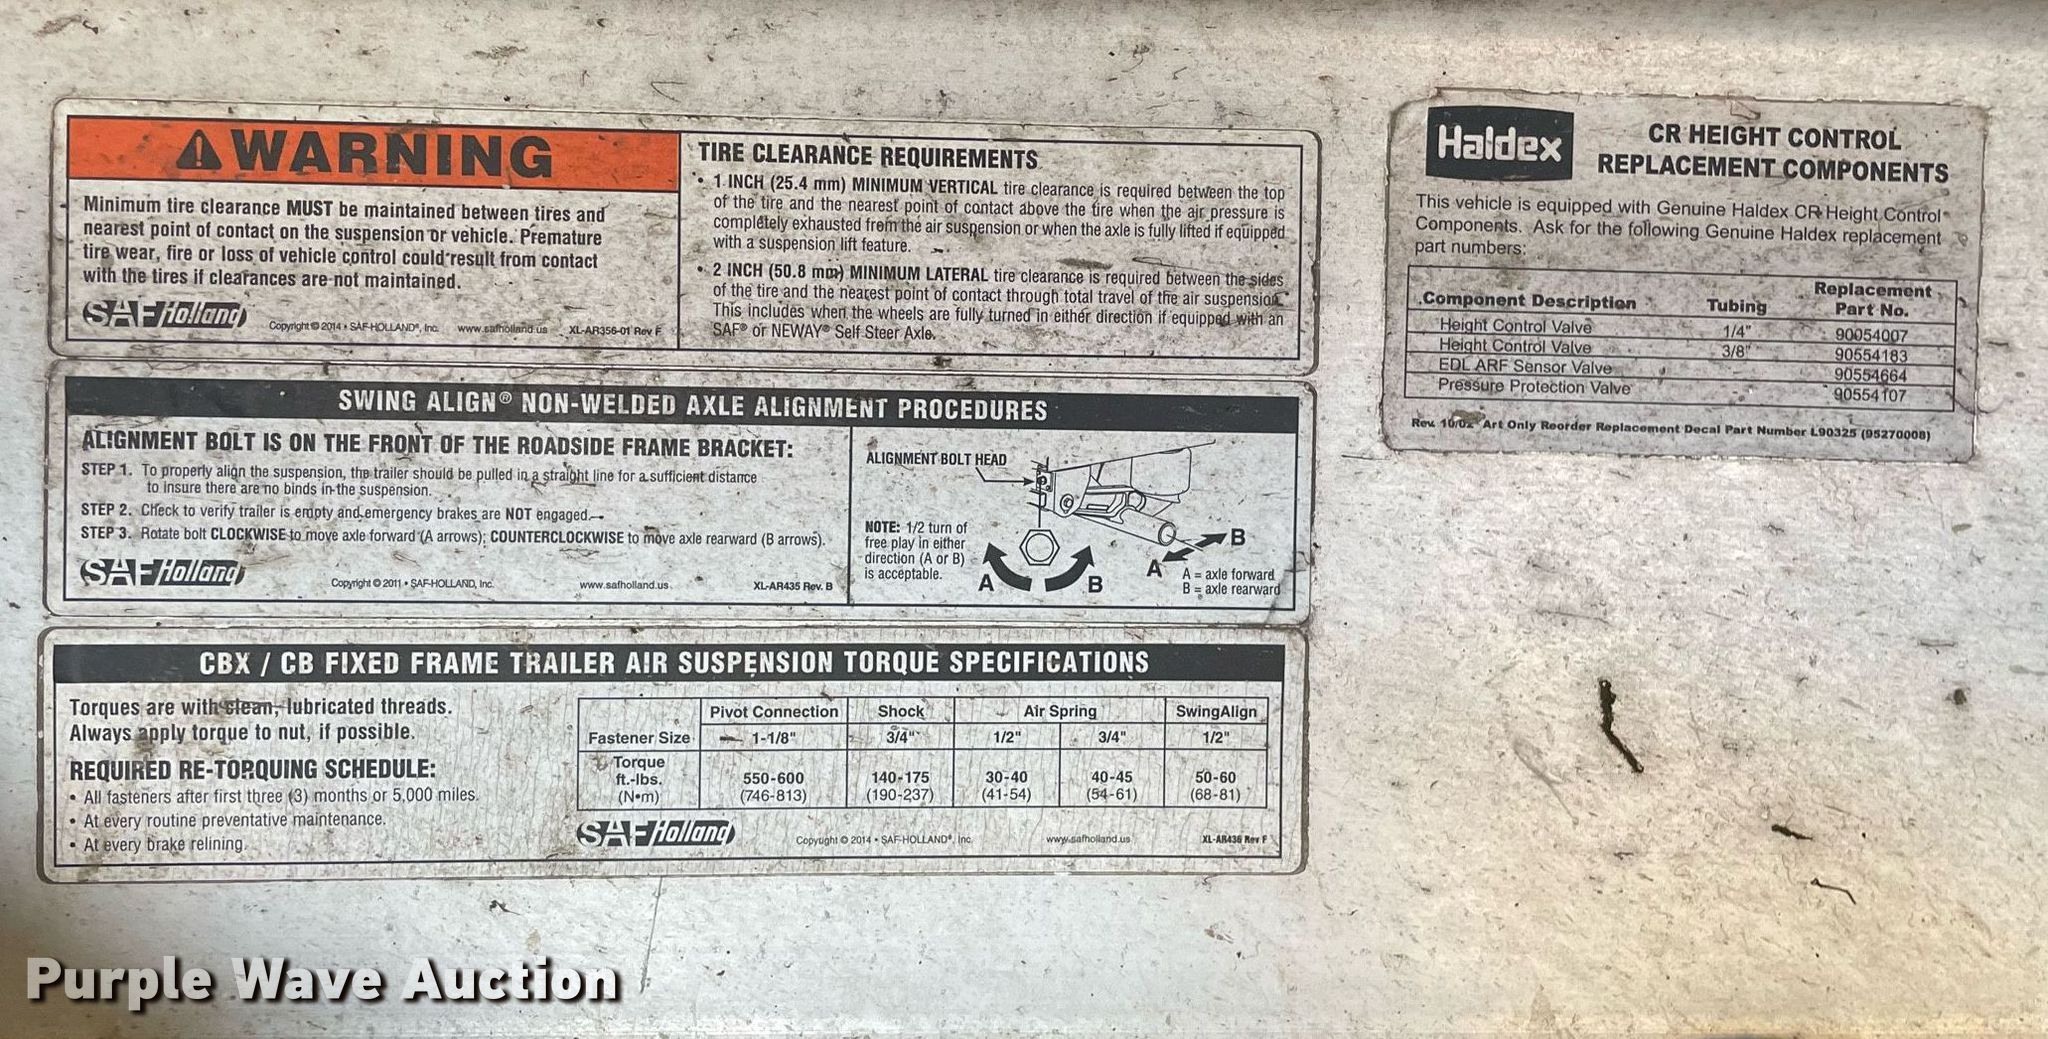 WARNING
Minimum tire clearance MUST be maintained between tires and
nearest point of contact on the suspension or vehicle. Premature
tire wear, fire or loss of vehicle control could result from contact
with the tires if clearances are not maintained.
SAF Holland
Copyright © 2014 • SAF-HOLLAND®, Inc. www.safholland.us XL-AR356-01 Rev F
TIRE CLEARANCE REQUIREMENTS
• 1 INCH (25.4 mm) MINIMUM VERTICAL tire clearance is required between the top
of the tire and the nearest point of contact above the tire when the air pressure is
completely exhausted from the air suspension or when the axle is fully lifted if equipped
with a suspension lift feature.
• 2 INCH (50.8 mm) MINIMUM LATERAL tire clearance is required between the sides
of the tire and the nearest point of contact through total travel of the air suspension.
This includes when the wheels are fully turned in either direction if equipped with an
SAF® or NEWAY® Self Steer Axle.
SWING ALIGN® NON-WELDED AXLE ALIGNMENT PROCEDURES
ALIGNMENT BOLT IS ON THE FRONT OF THE ROADSIDE FRAME BRACKET:
STEP 1. To properly align the suspension, the trailer should be pulled in a straight line for a sufficient distance
to insure there are no binds in the suspension.
STEP 2. Check to verify trailer is empty and emergency brakes are NOT engaged.
STEP 3. Rotate bolt CLOCKWISE to move axle forward (A arrows); COUNTERCLOCKWISE to move axle rearward (B arrows).
SAF Holland
Copyright © 2011 • SAF-HOLLAND, Inc. www.safholland.us XL-AR435 Rev. B
ALIGNMENT BOLT HEAD
NOTE: 1/2 turn of
free play in either
direction (A or B)
is acceptable.
A B
A B
A = axle forward
B = axle rearward
CBX / CB FIXED FRAME TRAILER AIR SUSPENSION TORQUE SPECIFICATIONS
Torques are with clean, lubricated threads.
Always apply torque to nut, if possible.
REQUIRED RE-TORQUING SCHEDULE:
• All fasteners after first three (3) months or 5,000 miles.
• At every routine preventative maintenance.
• At every brake relining.
Pivot Connection Shock Air Spring SwingAlign
Fastener Size 1-1/8" 3/4" 1/2" 3/4" 1/2"
Torque
ft.-lbs. 550-600 140-175 30-40 40-45 50-60
(N•m) (746-813) (190-237) (41-54) (54-61) (68-81)
SAF Holland
Copyright © 2014 • SAF-HOLLAND®, Inc. www.safholland.us XL-AR436 Rev F
Haldex
CR HEIGHT CONTROL
REPLACEMENT COMPONENTS
This vehicle is equipped with Genuine Haldex CR Height Control
Components. Ask for the following Genuine Haldex replacement
part numbers:
Component Description Tubing Replacement Part No.
Height Control Valve 1/4" 90054007
Height Control Valve 3/8" 90554183
EDL ARF Sensor Valve 90554664
Pressure Protection Valve 90554107
Rev. 10/02 Art Only Reorder Replacement Decal Part Number L90325 (95270008)
Purple Wave Auction